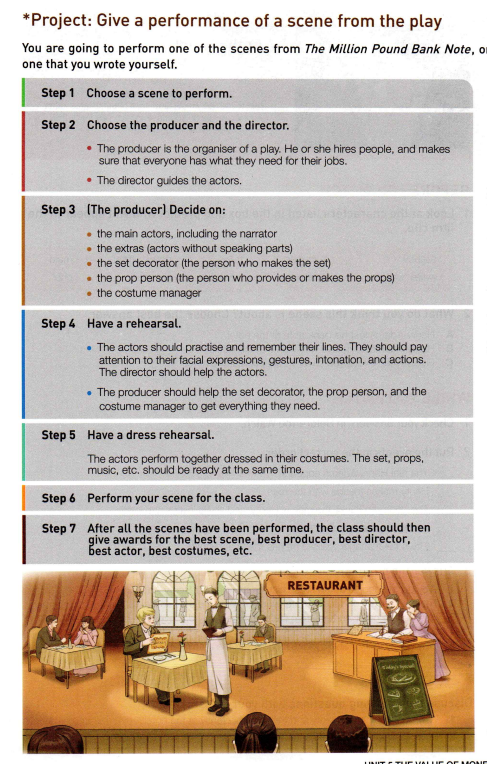 *Project: Give a performance of a scene from the play
You are going to perform one of the scenes from The Million Pound Bank Note, or
one that you wrote yourself.
Step 1 Choose a scene to perform.
Step 2 Choose the producer and the director.
• The producer is the organiser of a play. He or she hires people, and makes
sure that everyone has what they need for their jobs.
• The director guides the actors.
Step 3 (The producer) Decide on:
• the main actors, including the narrator
• the extras (actors without speaking parts)
• the set decorator (the person who makes the set)
• the prop person (the person who provides or makes the props)
• the costume manager
Step 4 Have a rehearsal.
• The actors should practise and remember their lines. They should pay
attention to their facial expressions, gestures, intonation, and actions.
The director should help the actors.
• The producer should help the set decorator, the prop person, and the
costume manager to get everything they need.
Step 5 Have a dress rehearsal.
The actors perform together dressed in their costumes. The set, props,
music, etc. should be ready at the same time.
Step 6 Perform your scene for the class.
Step 7 After all the scenes have been performed, the class should then
give awards for the best scene, best producer, best director,
best actor, best costumes, etc.
RESTAURANT